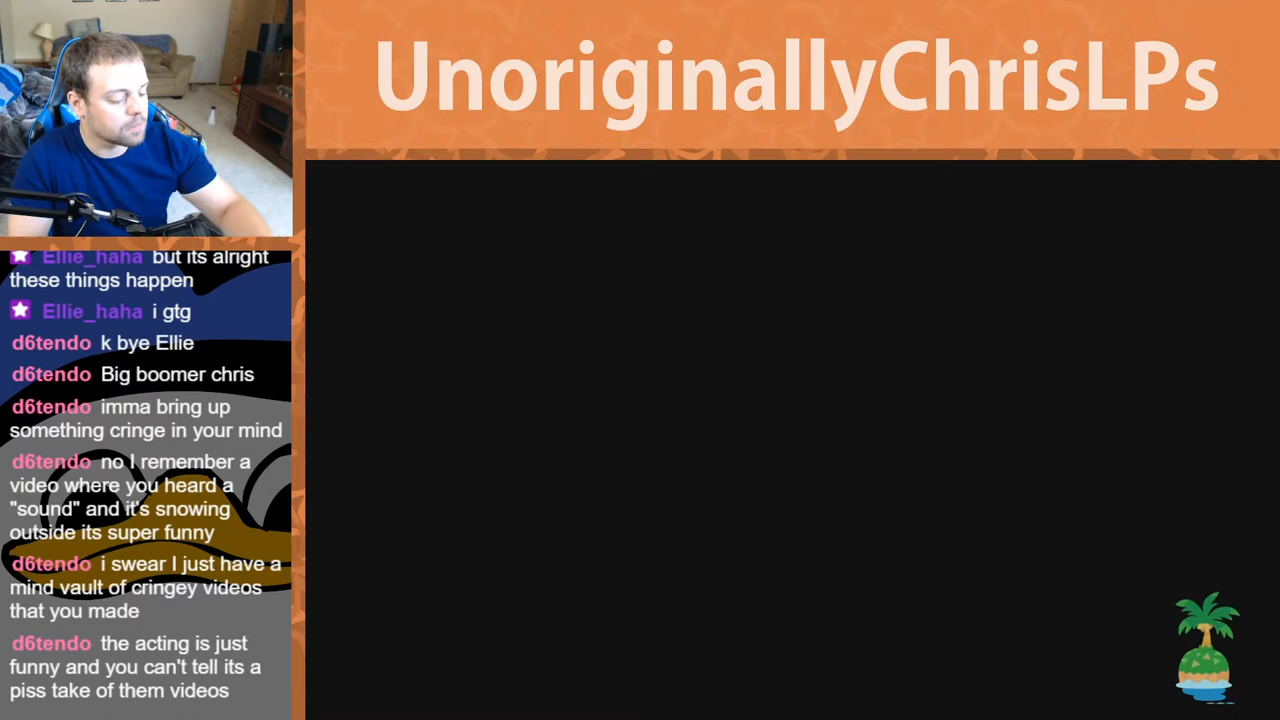 UnoriginallyChrisLPs
Ellie_haha but its alright
these things happen
Ellie_haha i gtg
d6tendo k bye Ellie
d6tendo Big boomer chris
d6tendo imma bring up
something cringe in your mind
d6tendo no I remember a
video where you heard a
"sound" and it's snowing
outside its super funny
d6tendo i swear I just have a
mind vault of cringey videos
that you made
d6tendo the acting is just
funny and you can't tell its a
piss take of them videos